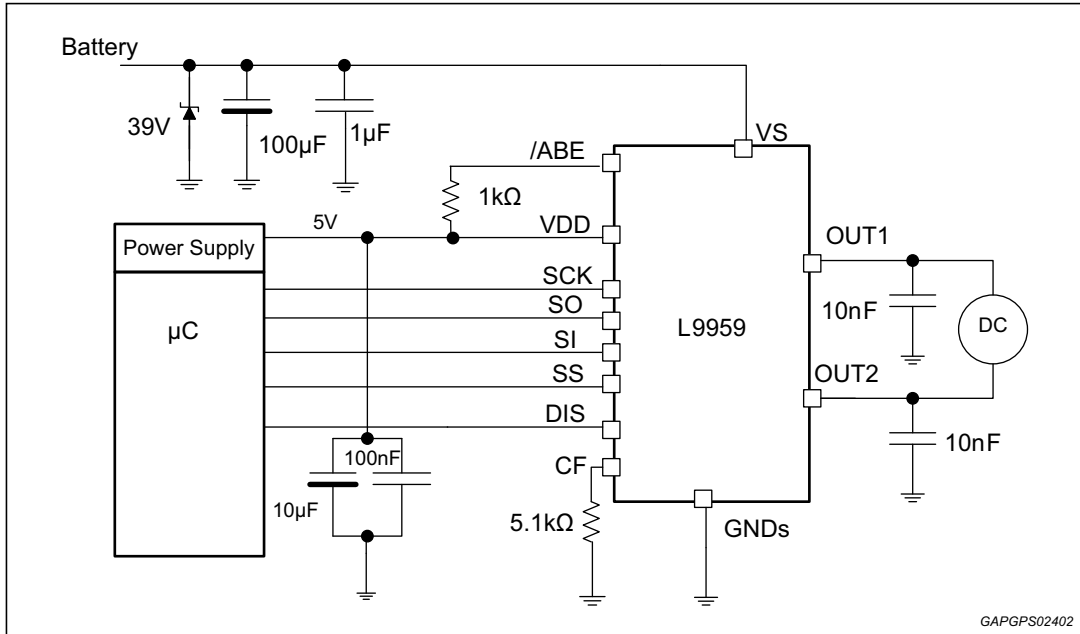 Battery
39V
100µF
1µF
/ABE
VS
1kΩ
5V
VDD
Power Supply
OUT1
SCK
SO
10nF
DC
µC
L9959
SI
SS
OUT2
DIS
100nF
10nF
CF
10µF
5.1kΩ
GNDs
GAPGPS02402